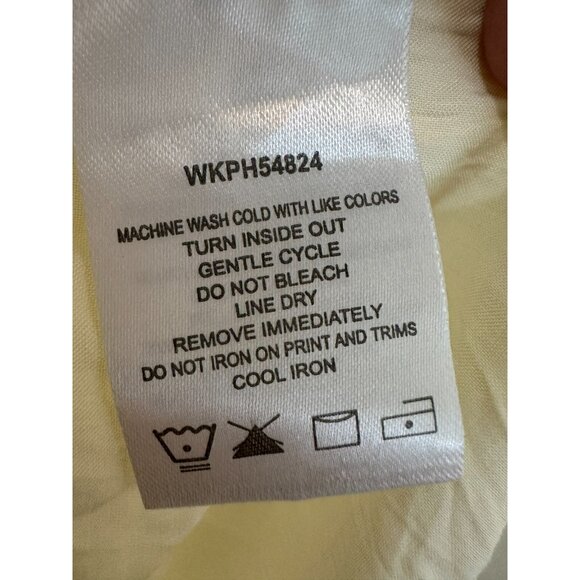 WKPH54824
MACHINE WASH COLD WITH LIKE COLORS
TURN INSIDE OUT
GENTLE CYCLE
DO NOT BLEACH
LINE DRY
REMOVE IMMEDIATELY
DO NOT IRON ON PRINT AND TRIMS
COOL IRON